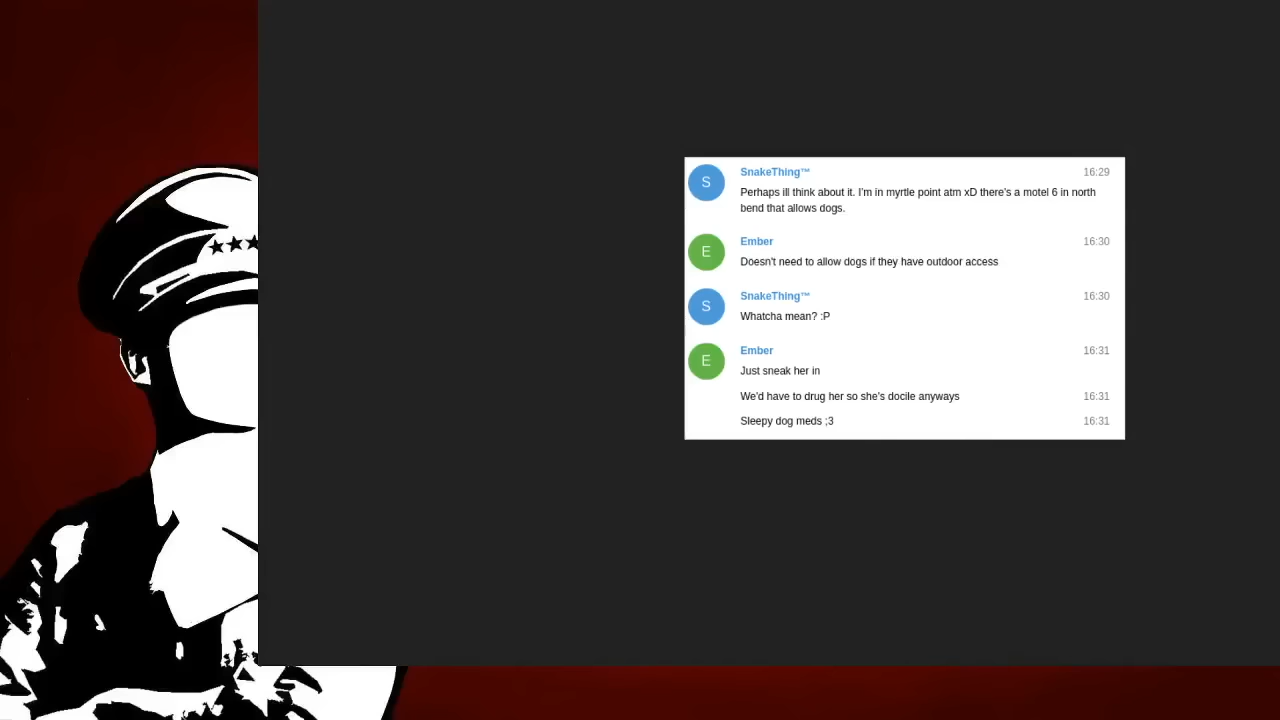 S
SnakeThing™ 16:29
Perhaps ill think about it. I'm in myrtle point atm xD there's a motel 6 in north
bend that allows dogs.
E
Ember 16:30
Doesn't need to allow dogs if they have outdoor access
S
SnakeThing™ 16:30
Whatcha mean? :P
E
Ember 16:31
Just sneak her in
We'd have to drug her so she's docile anyways 16:31
Sleepy dog meds ;3 16:31